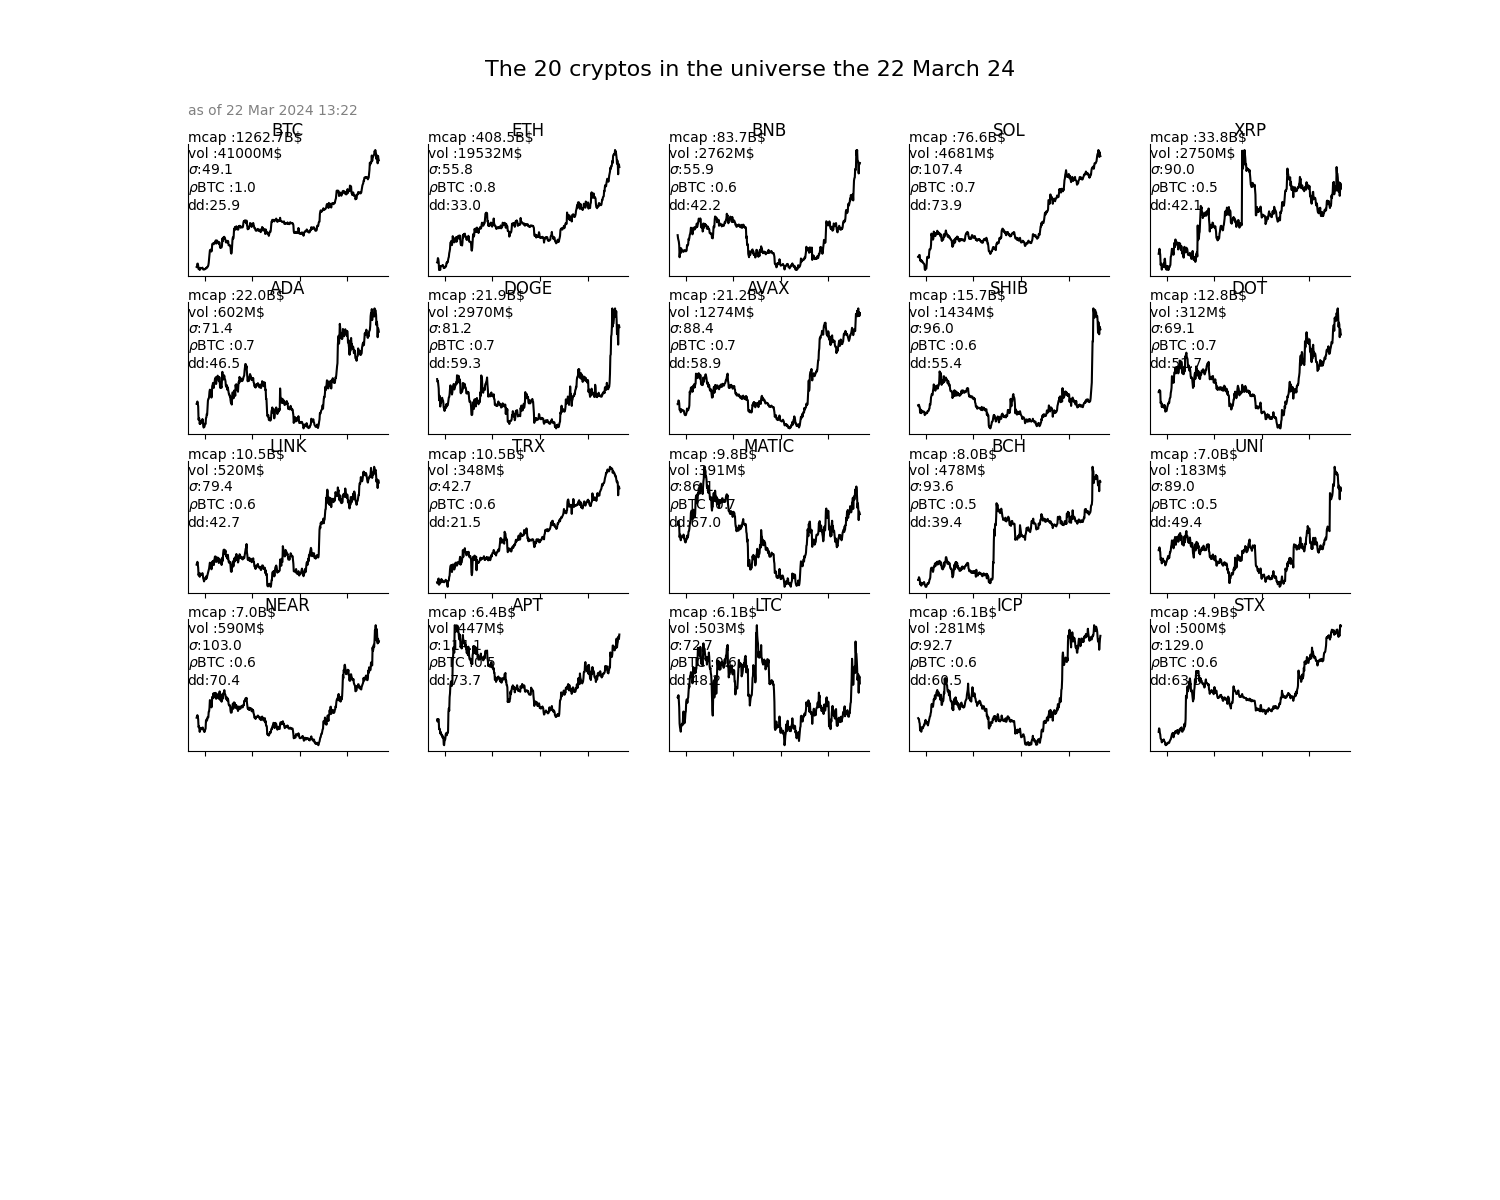 The 20 cryptos in the universe the 22 March 24
as of 22 Mar 2024 13:22
BTC
mcap :1262.7B$
vol :41000M$
σ:49.1
ρBTC :1.0
dd:25.9
ETH
mcap :408.5B$
vol :19532M$
σ:55.8
ρBTC :0.8
dd:33.0
BNB
mcap :83.7B$
vol :2762M$
σ:55.9
ρBTC :0.6
dd:42.2
SOL
mcap :76.6B$
vol :4681M$
σ:107.4
ρBTC :0.7
dd:73.9
XRP
mcap :33.8B$
vol :2750M$
σ:90.0
ρBTC :0.5
dd:42.1
ADA
mcap :22.0B$
vol :602M$
σ:71.4
ρBTC :0.7
dd:46.5
DOGE
mcap :21.9B$
vol :2970M$
σ:81.2
ρBTC :0.7
dd:59.3
AVAX
mcap :21.2B$
vol :1274M$
σ:88.4
ρBTC :0.7
dd:58.9
SHIB
mcap :15.7B$
vol :1434M$
σ:96.0
ρBTC :0.6
dd:55.4
DOT
mcap :12.8B$
vol :312M$
σ:69.1
ρBTC :0.7
LINK
mcap :10.5B$
vol :520M$
σ:79.4
ρBTC :0.6
dd:42.7
TRX
mcap :10.5B$
vol :348M$
σ:42.7
ρBTC :0.6
dd:21.5
MATIC
mcap :9.8B$
vol :391M$
ρBTC :0.7
dd:67.0
BCH
mcap :8.0B$
vol :478M$
σ:93.6
ρBTC :0.5
dd:39.4
UNI
mcap :7.0B$
vol :183M$
σ:89.0
ρBTC :0.5
dd:49.4
NEAR
mcap :7.0B$
vol :590M$
σ:103.0
ρBTC :0.6
dd:70.4
APT
mcap :6.4B$
vol :447M$
ρBTC
dd:73.7
LTC
mcap :6.1B$
vol :503M$
σ:72.7
ρBTC :0.6
dd:48.2
ICP
mcap :6.1B$
vol :281M$
σ:92.7
ρBTC :0.6
dd:60.5
STX
mcap :4.9B$
vol :500M$
σ:129.0
ρBTC :0.6